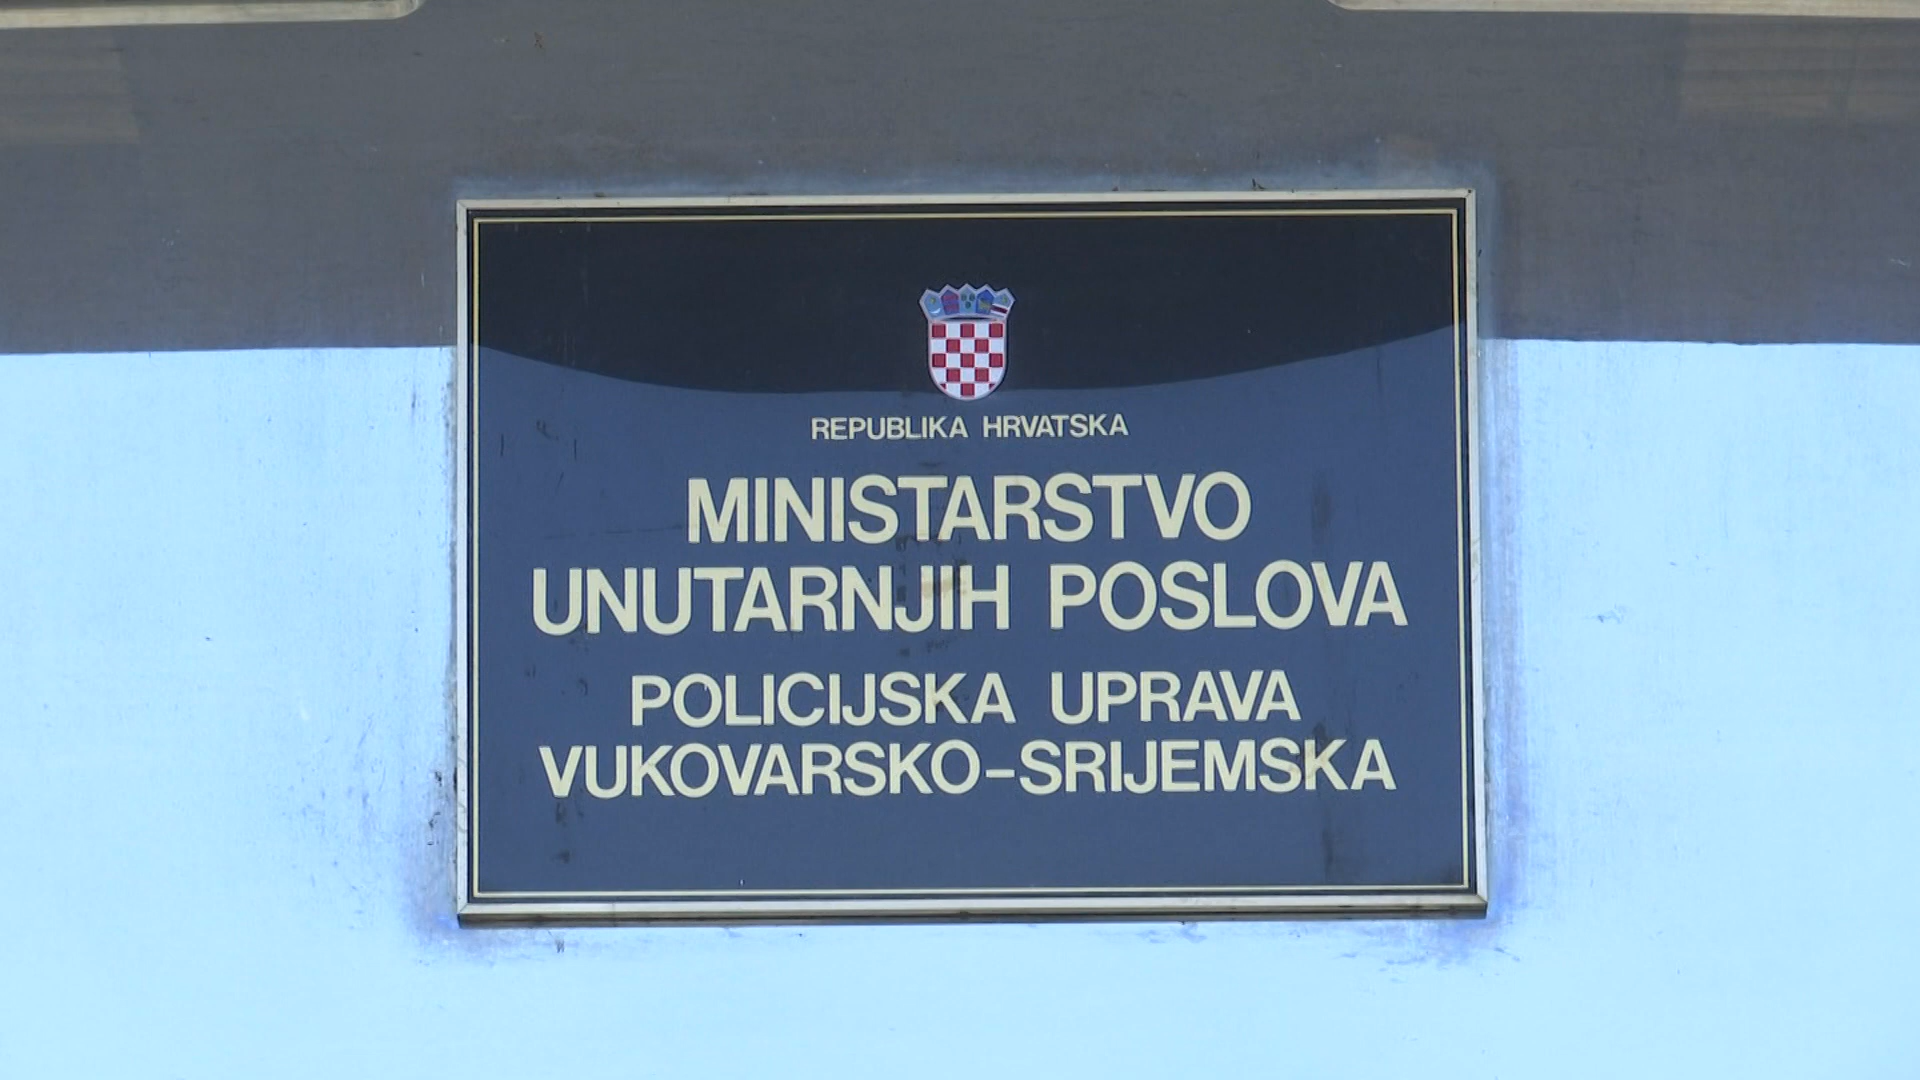 REPUBLIKA HRVATSKA
MINISTARSTVO
UNUTARNJIH POSLOVA
POLICIJSKA UPRAVA
VUKOVARSKO-SRIJEMSKA